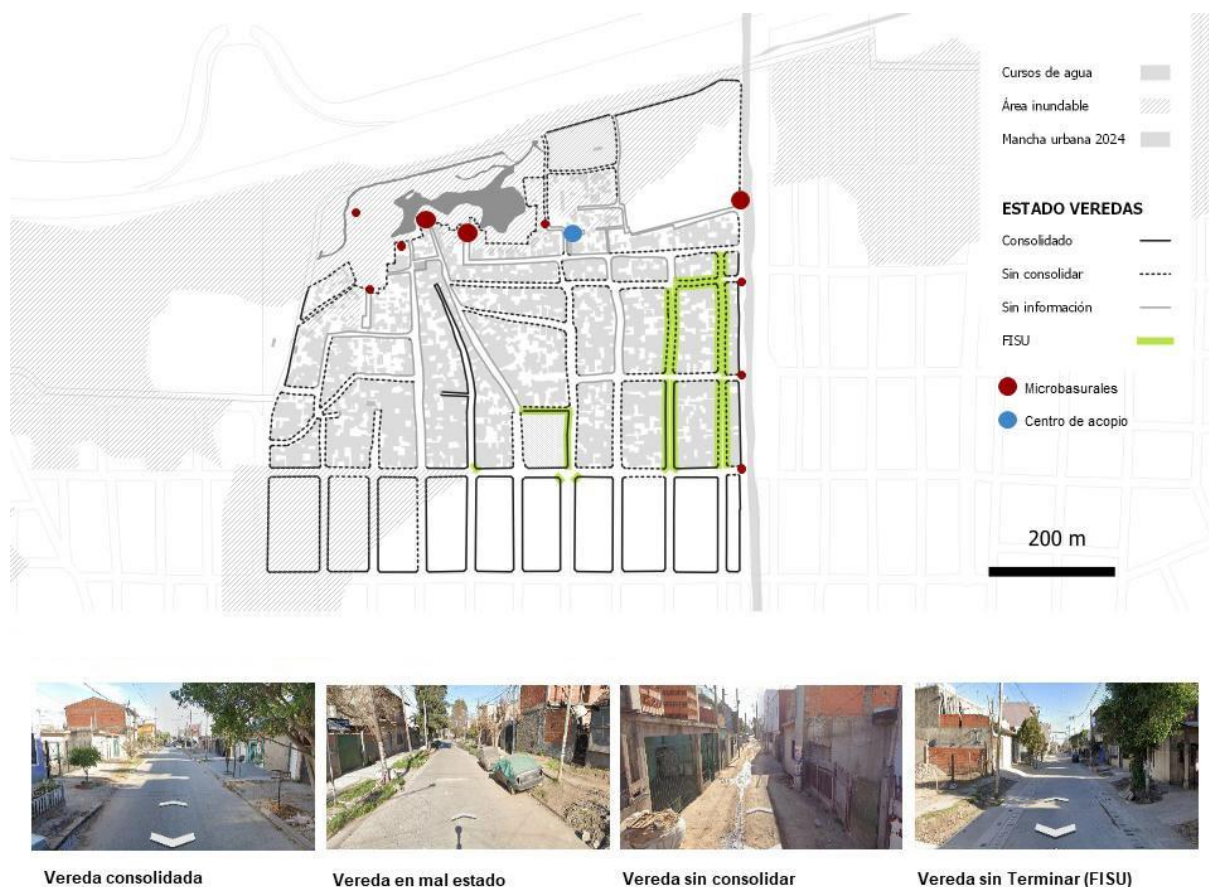 Cursos de agua
Área inundable
Mancha urbana 2024
ESTADO VEREDAS
Consolidado
Sin consolidar
Sin información
FISU
Microbasurales
Centro de acopio
200 m
Vereda consolidada
Vereda en mal estado
Vereda sin consolidar
Vereda sin Terminar (FISU)